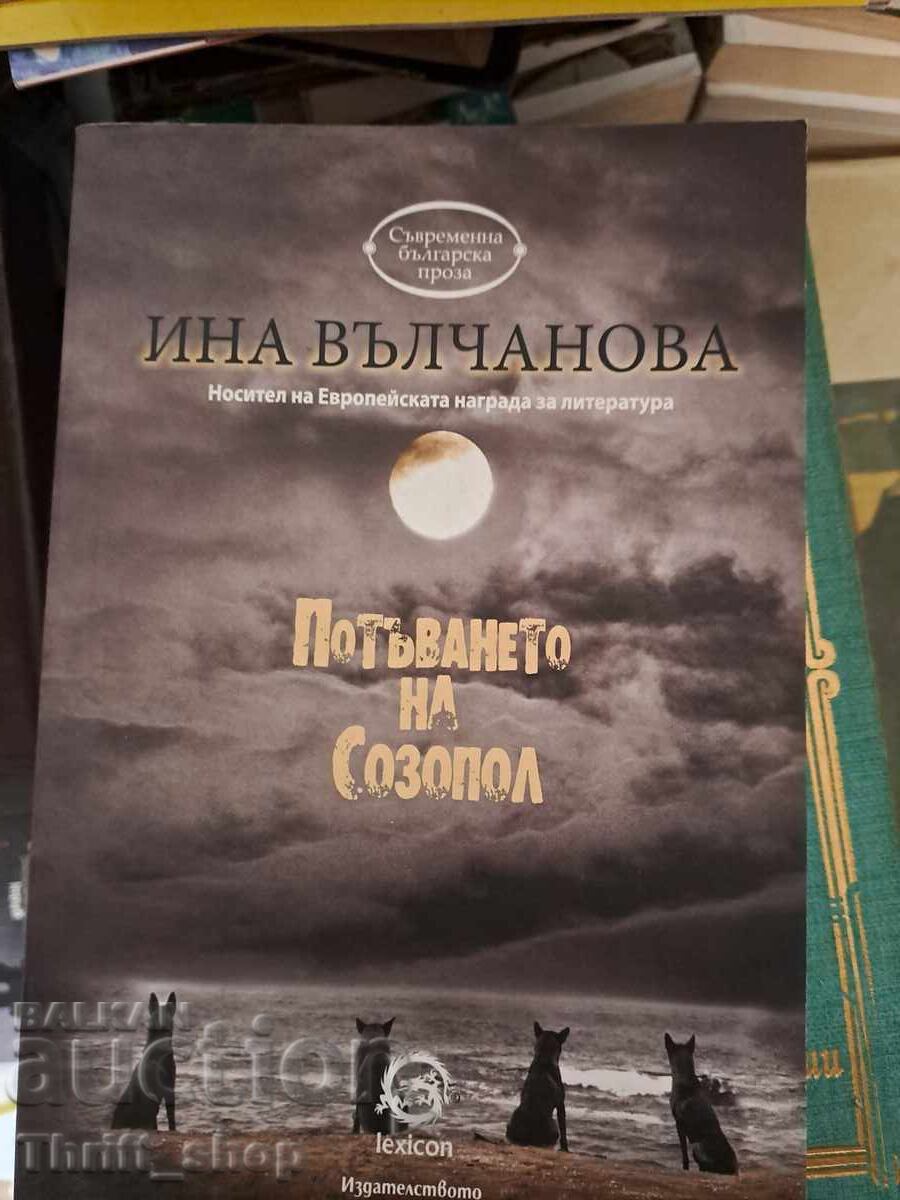 Съвременна
българска
проза
ИНА ВЪЛЧАНОВА
Носител на Европейската награда за литература
ПОТЪВАНЕТО
НА
СОЗОПОЛ
BALKAN
auction
Thrift_shop
lexicon
Издателството